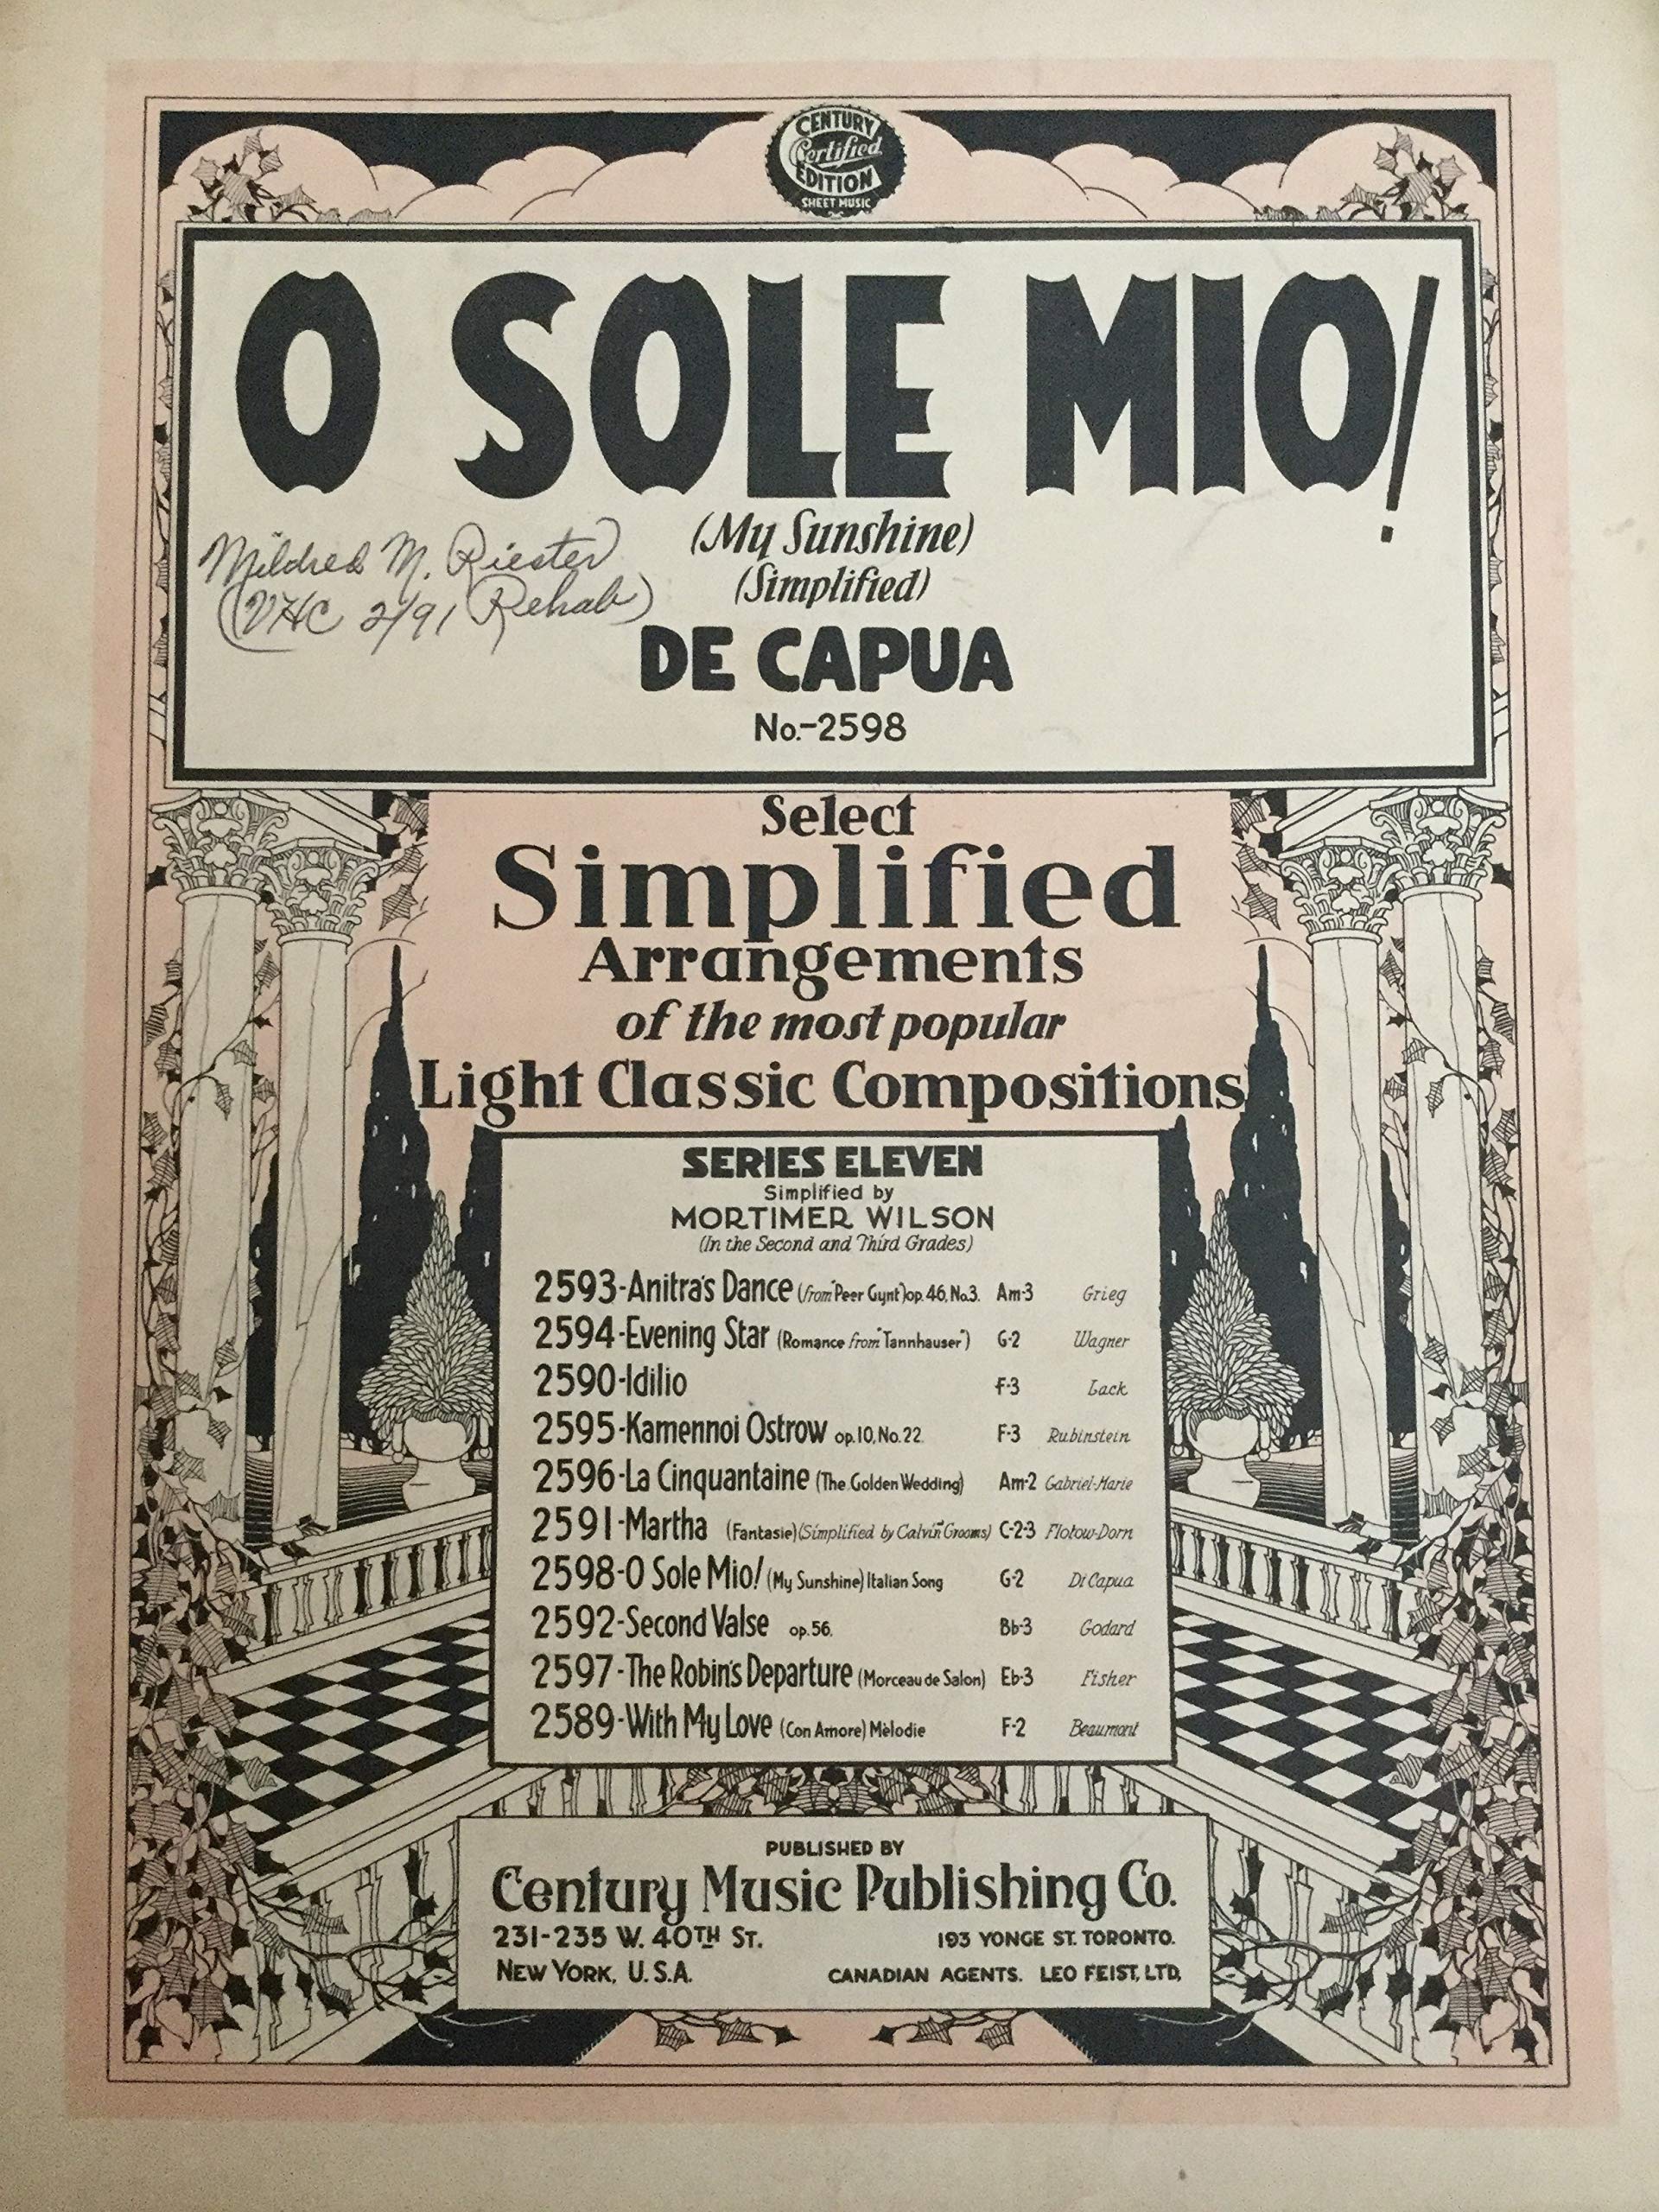 CENTURY
Certified
EDITION
SHEET MUSIC
O SOLE MIO!
(My Sunshine)
(Simplified)
Mildred M. Riester
(VHC 2/91 Rehab)
DE CAPUA
No.-2598
Select
Simplified
Arrangements
of the most popular
Light Classic Compositions
SERIES ELEVEN
Simplified by
MORTIMER WILSON
(In the Second and Third Grades)
2593-Anitra's Dance (from "Peer Gynt") op. 46, No.3. Am-3 Grieg
2594-Evening Star (Romance from "Tannhauser") G-2 Wagner
2590-Idilio F-3 Lack
2595-Kamennoi Ostrow op.10, No.22. F-3 Rubinstein
2596-La Cinquantaine (The Golden Wedding) Am-2 Gabriel-Marie
2591-Martha (Fantasie) (Simplified by Calvin Grooms) C-2-3 Flotow-Dorn
2598-O Sole Mio! (My Sunshine) Italian Song G-2 Di Capua
2592-Second Valse op.56. Bb-3 Godard
2597-The Robin's Departure (Morceau de Salon) Eb-3 Fisher
2589-With My Love (Con Amore) Mèlodie F-2 Beaumont
PUBLISHED BY
Century Music Publishing Co.
231-235 W. 40TH ST. 193 YONGE ST. TORONTO.
NEW YORK, U.S.A. CANADIAN AGENTS. LEO FEIST, LTD,